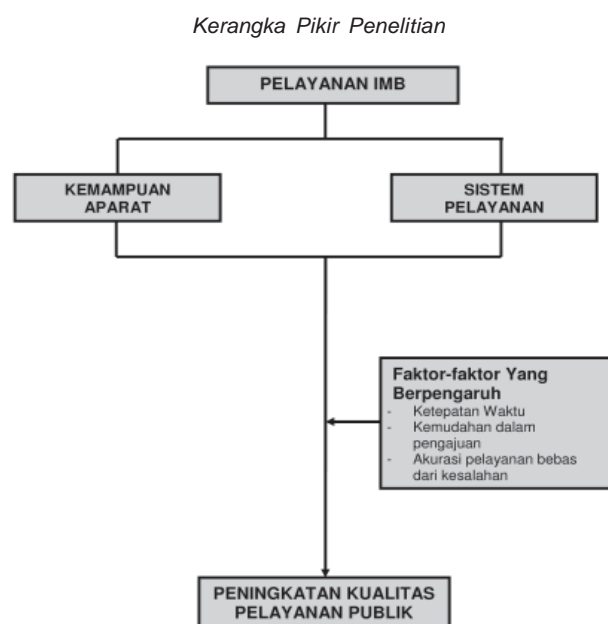 Kerangka Pikir Penelitian
PELAYANAN IMB
KEMAMPUAN
APARAT
SISTEM
PELAYANAN
Faktor-faktor Yang
Berpengaruh
- Ketepatan Waktu
- Kemudahan dalam
pengajuan
- Akurasi pelayanan bebas
dari kesalahan
PENINGKATAN KUALITAS
PELAYANAN PUBLIK